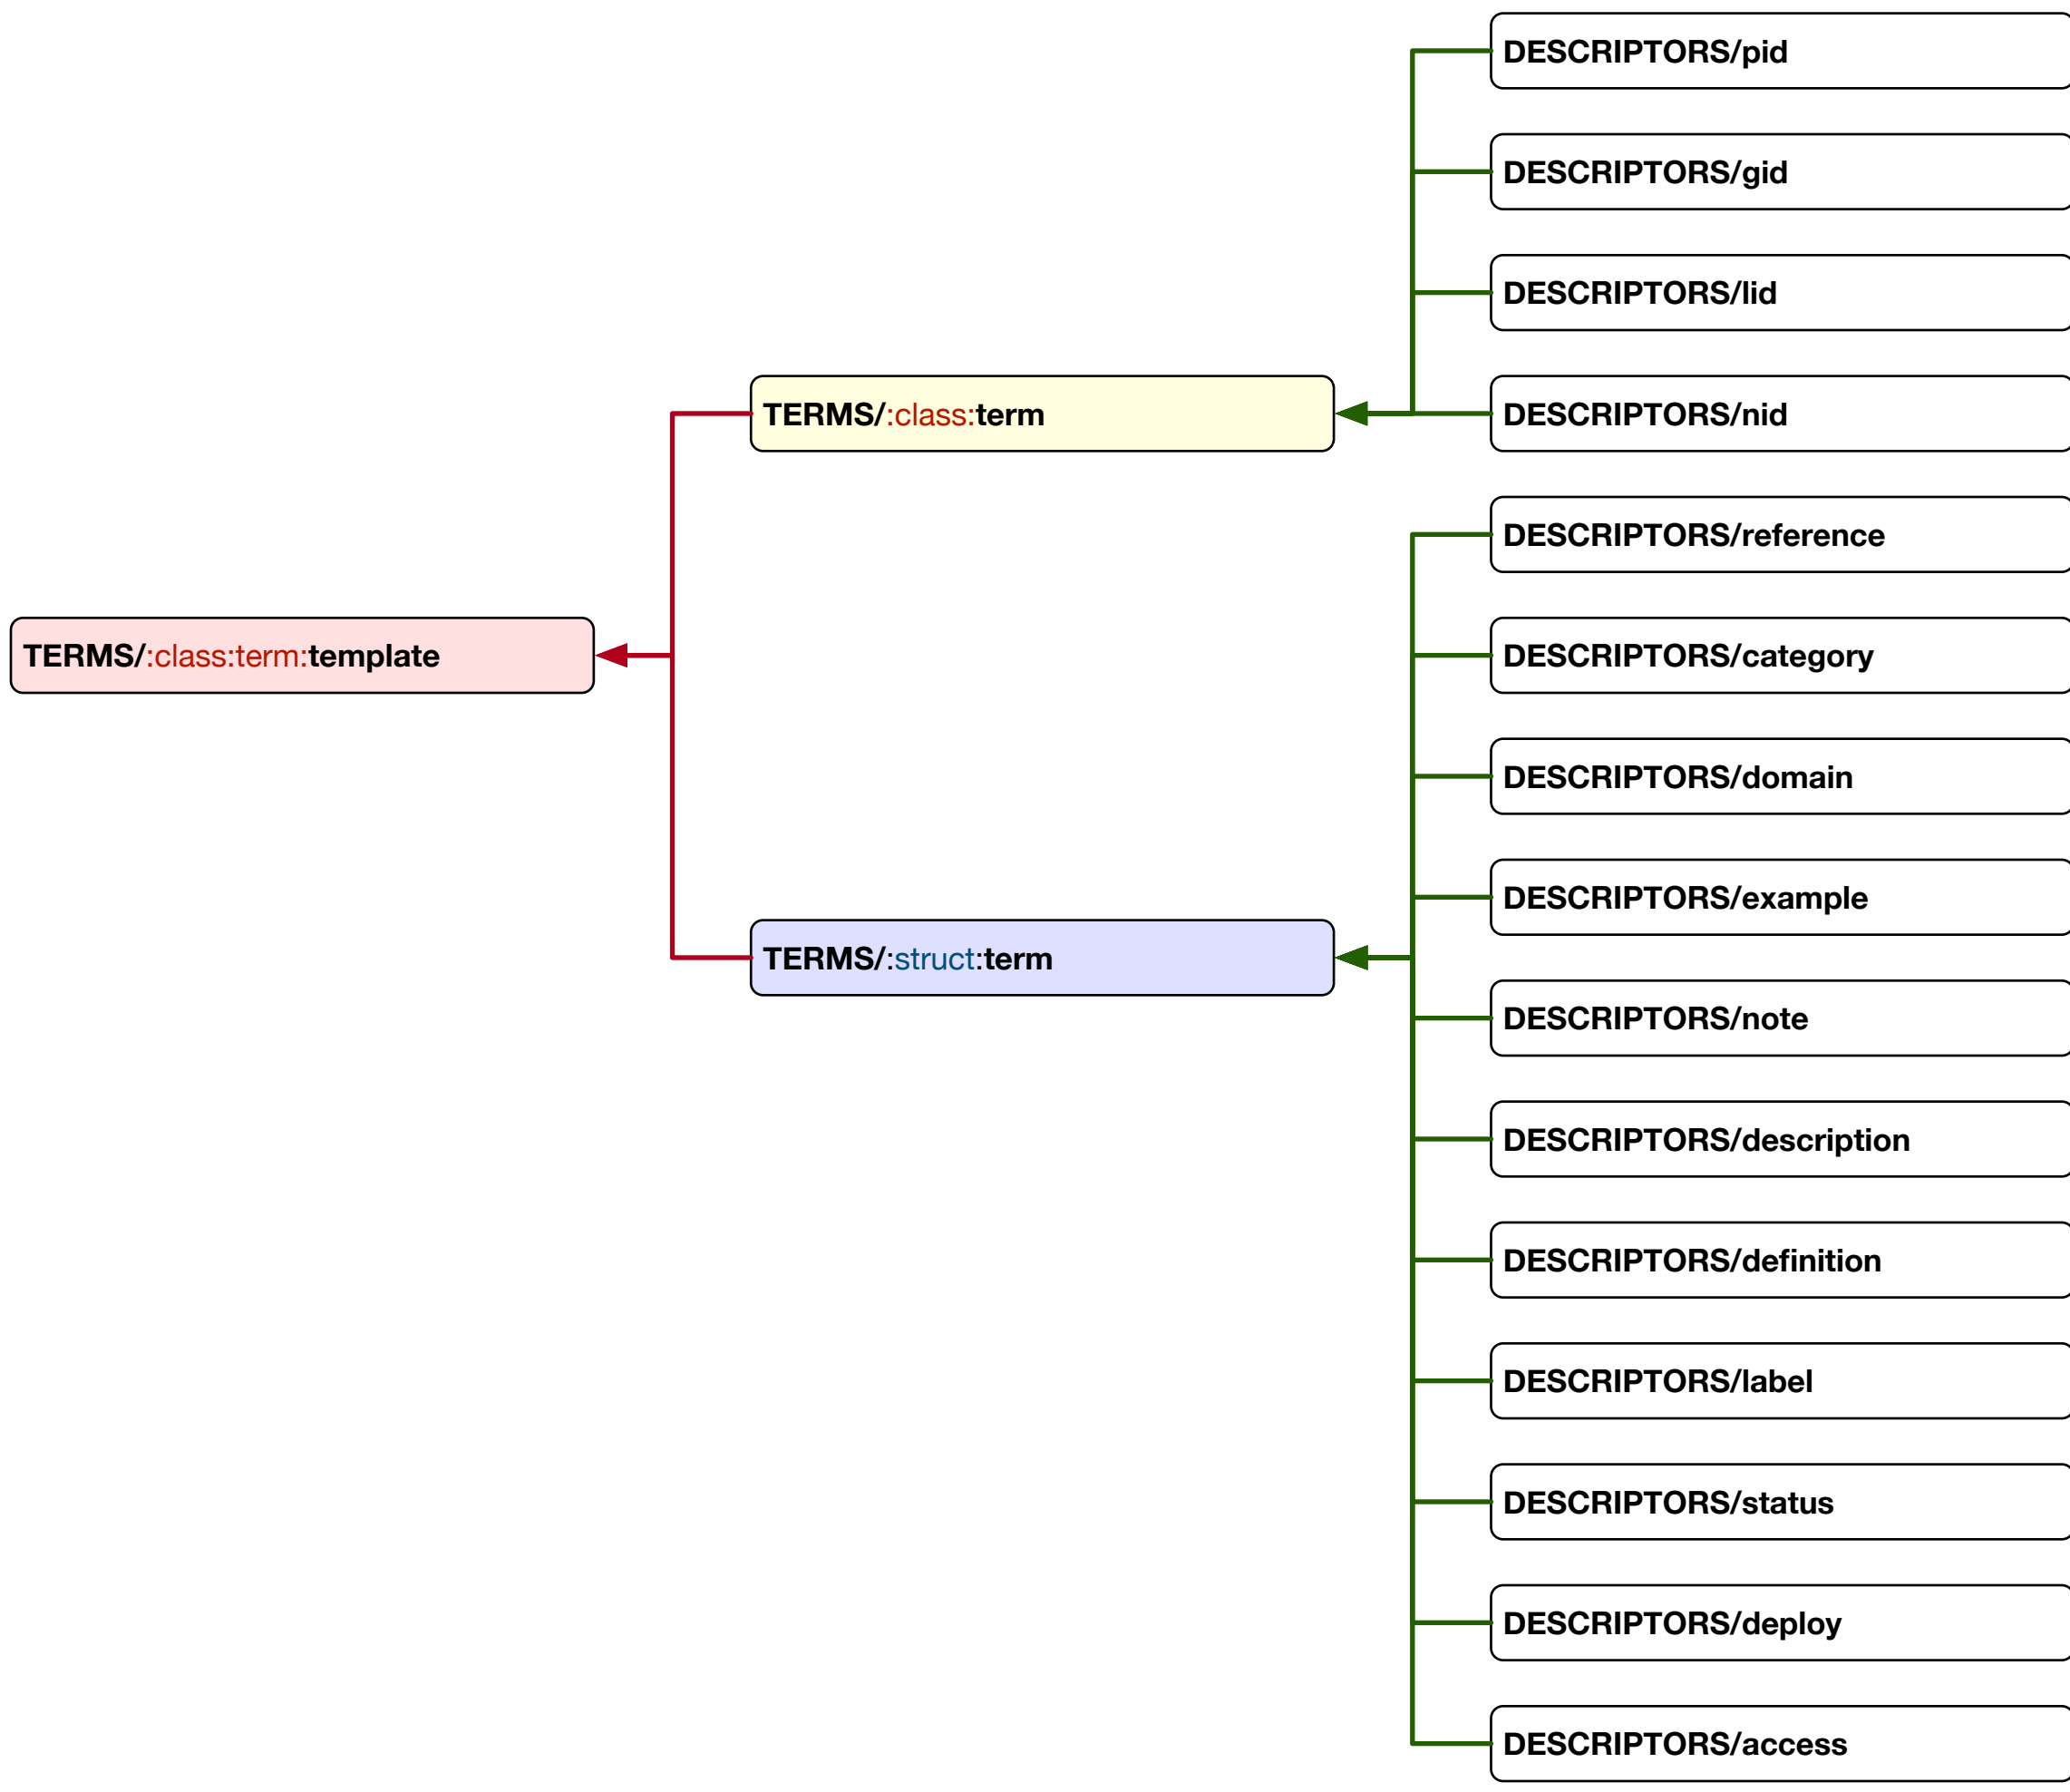 DESCRIPTORS/pid
DESCRIPTORS/gid
DESCRIPTORS/lid
TERMS/:class:term
DESCRIPTORS/nid
DESCRIPTORS/reference
TERMS/:class:term:template
DESCRIPTORS/category
DESCRIPTORS/domain
DESCRIPTORS/example
TERMS/:struct:term
DESCRIPTORS/note
DESCRIPTORS/description
DESCRIPTORS/definition
DESCRIPTORS/label
DESCRIPTORS/status
DESCRIPTORS/deploy
DESCRIPTORS/access